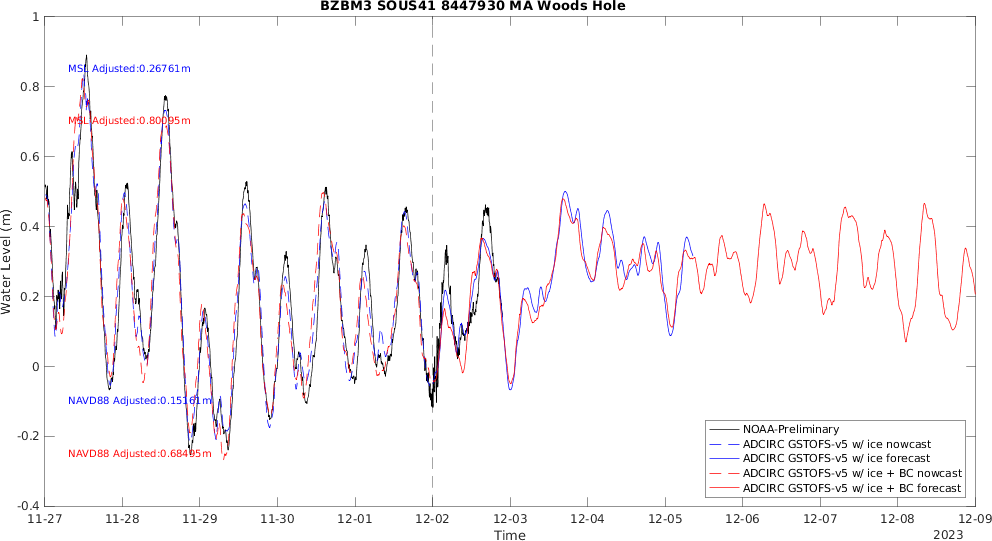 BZBM3 SOUS41 8447930 MA Woods Hole
1
0.8
0.6
0.4
0.2
0
-0.2
-0.4
Water Level (m)
MSL Adjusted:0.26761m
MSL Adjusted:0.80095m
NAVD88 Adjusted:0.15161m
NAVD88 Adjusted:0.68495m
NOAA-Preliminary
ADCIRC GSTOFS-v5 w/ ice nowcast
ADCIRC GSTOFS-v5 w/ ice forecast
ADCIRC GSTOFS-v5 w/ ice + BC nowcast
ADCIRC GSTOFS-v5 w/ ice + BC forecast
11-27 11-28 11-29 11-30 12-01 12-02 12-03 12-04 12-05 12-06 12-07 12-08 12-09
Time
2023